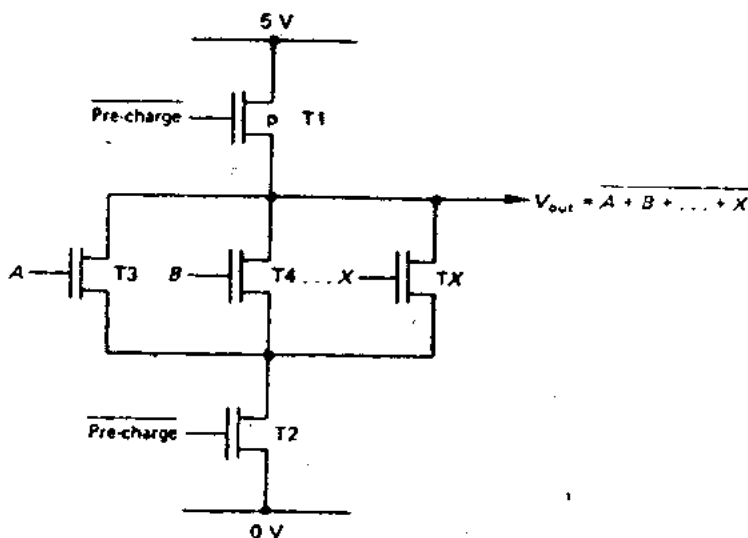 5 V
Pre-charge
p T1
V_out = A + B + ... + X
A T3 B T4 ... X TX
Pre-charge T2
0 V